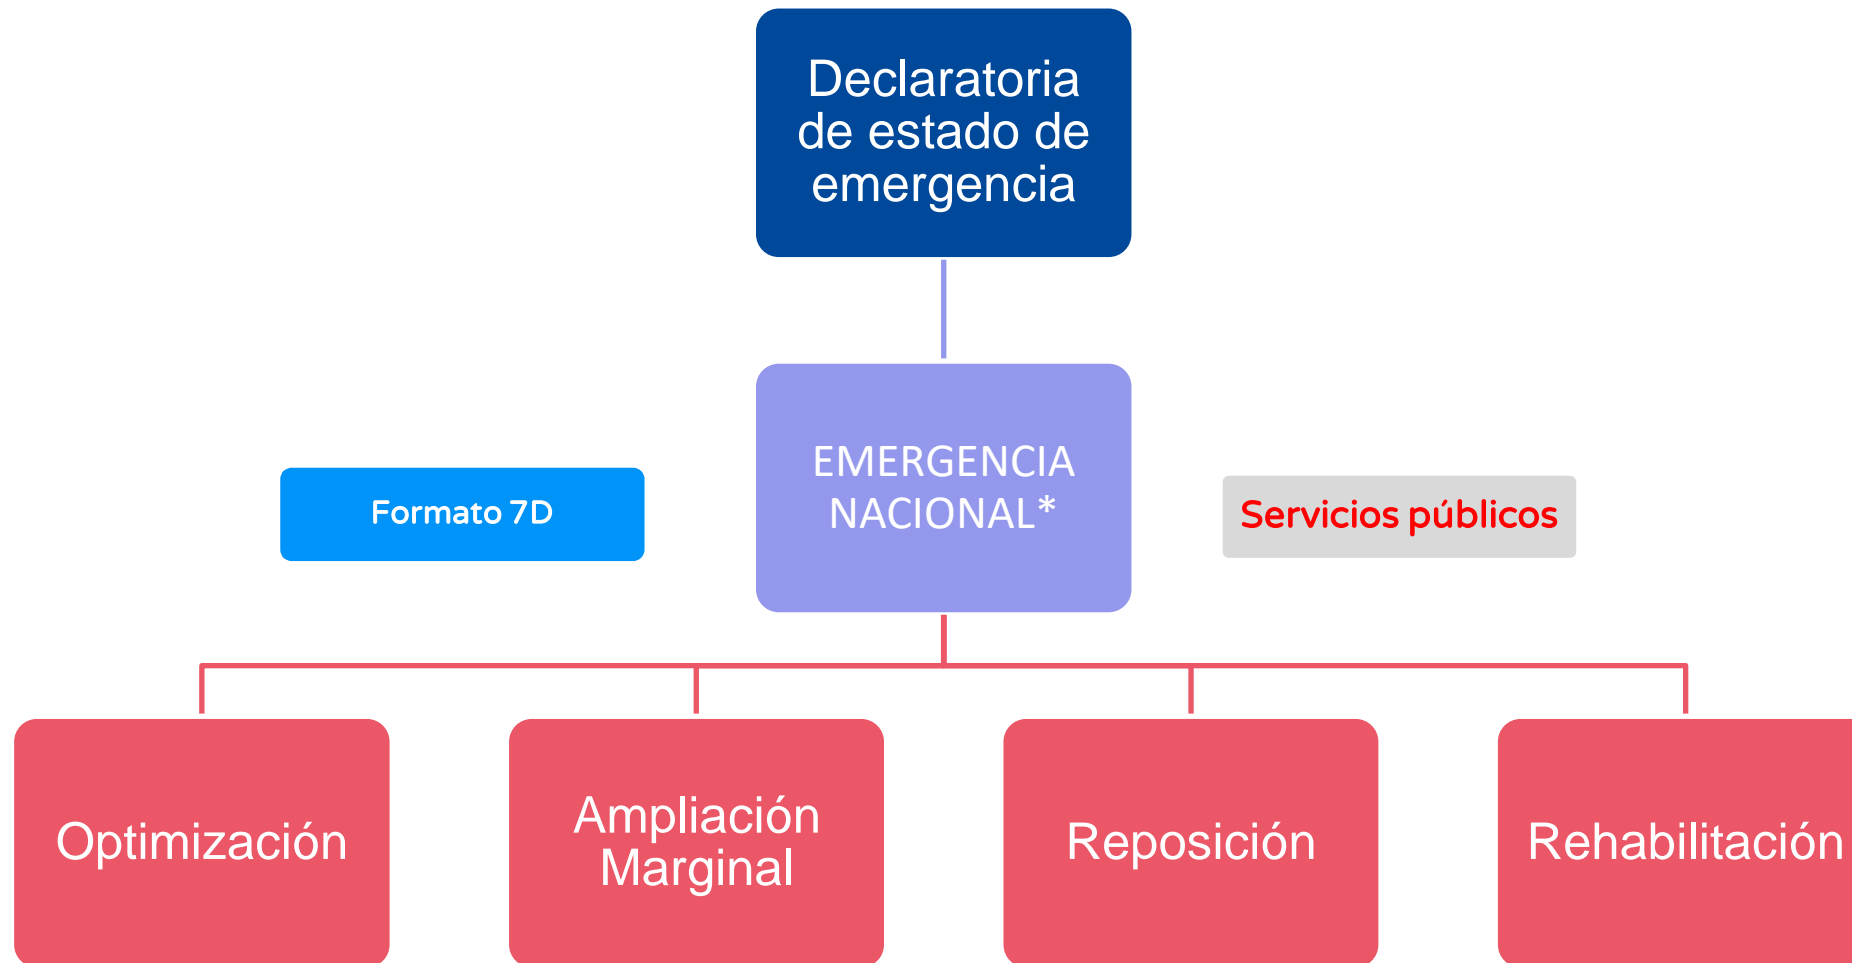 Declaratoria
de estado de
emergencia
EMERGENCIA
NACIONAL*
Formato 7D
Servicios públicos
Optimización
Ampliación
Marginal
Reposición
Rehabilitación